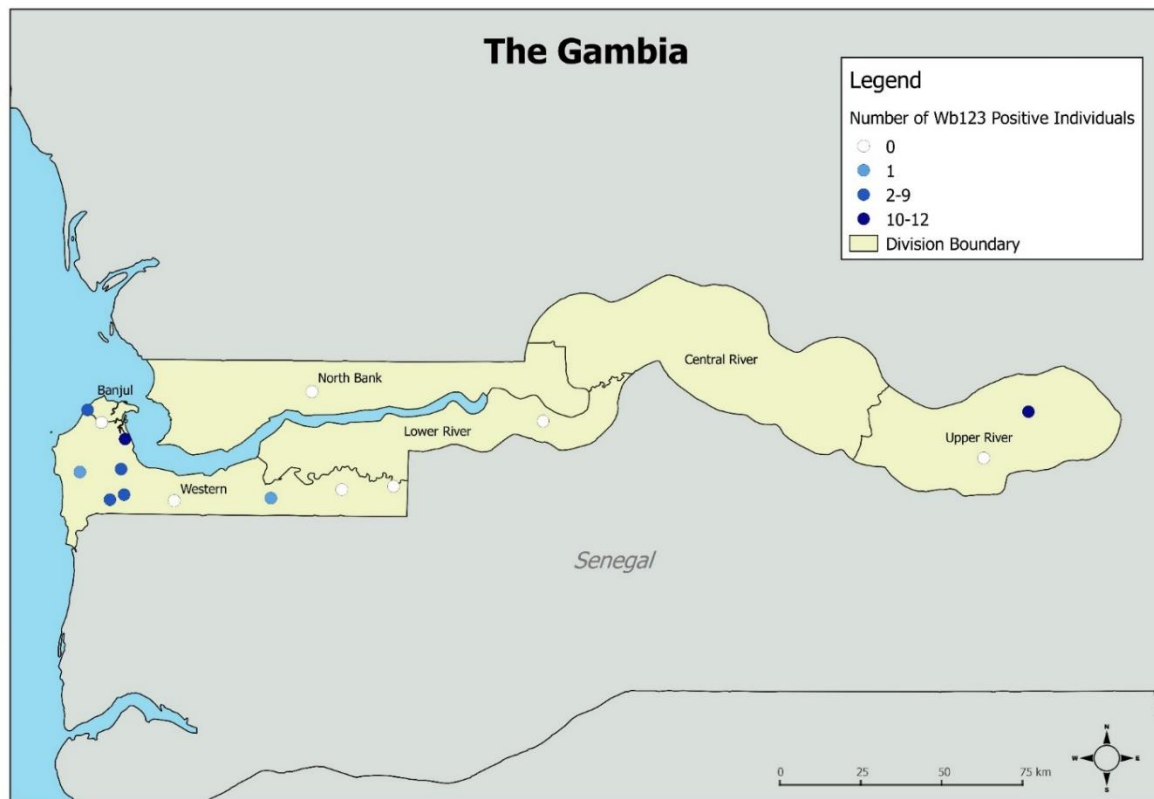 The Gambia
Legend
Number of Wb123 Positive Individuals
0
1
2-9
10-12
Division Boundary
Central River
North Bank
Banjul
Lower River
Upper River
Western
Senegal
N
W E
S
0 25 50 75 km